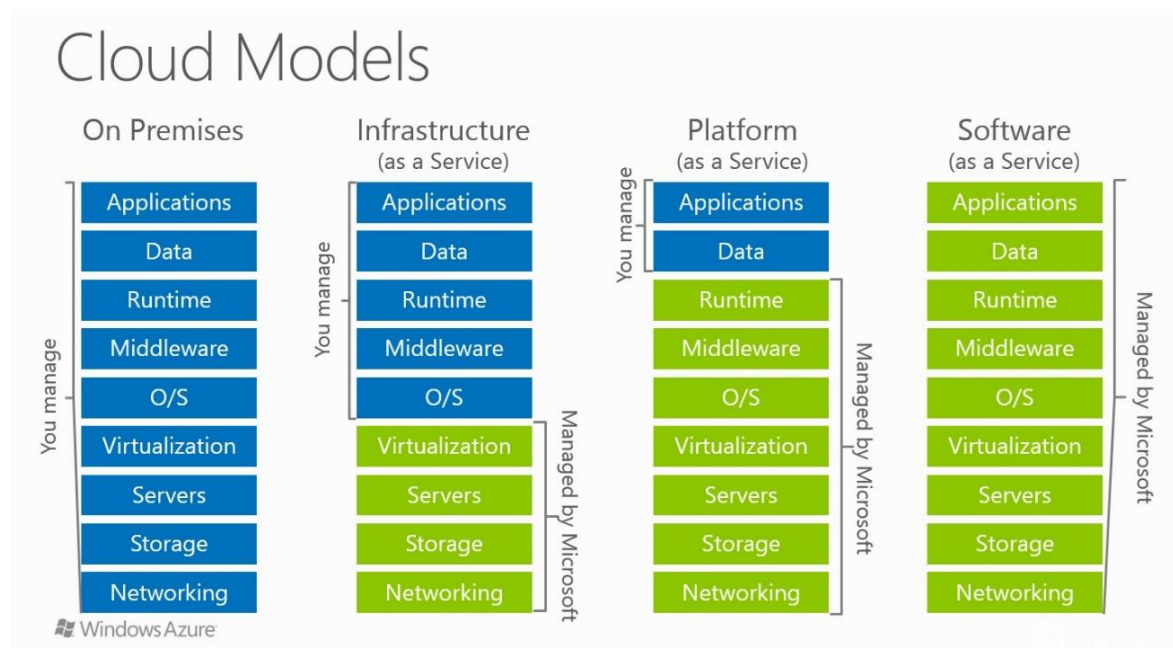 Cloud Models
On Premises
You manage
Applications
Data
Runtime
Middleware
O/S
Virtualization
Servers
Storage
Networking
Infrastructure
(as a Service)
You manage
Applications
Data
Runtime
Middleware
O/S
Virtualization
Servers
Storage
Networking
Managed by Microsoft
Platform
(as a Service)
You manage
Applications
Data
Runtime
Middleware
O/S
Virtualization
Servers
Storage
Networking
Managed by Microsoft
Software
(as a Service)
Applications
Data
Runtime
Middleware
O/S
Virtualization
Servers
Storage
Networking
Managed by Microsoft
Windows Azure